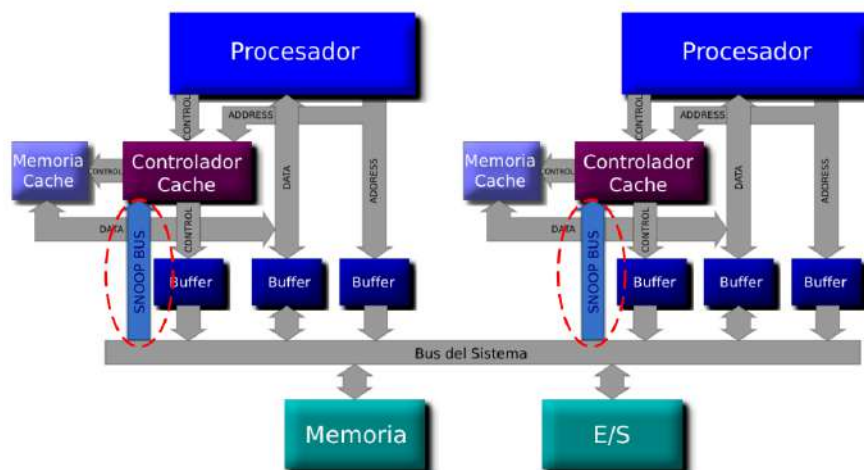 Procesador
CONTROL
ADDRESS
Memoria
Cache
CONTROL
Controlador
Cache
DATA
ADDRESS
DATA
CONTROL
SNOOP BUS
Buffer
Buffer
Buffer
Procesador
CONTROL
ADDRESS
Memoria
Cache
CONTROL
Controlador
Cache
DATA
ADDRESS
DATA
CONTROL
SNOOP BUS
Buffer
Buffer
Buffer
Bus del Sistema
Memoria
E/S